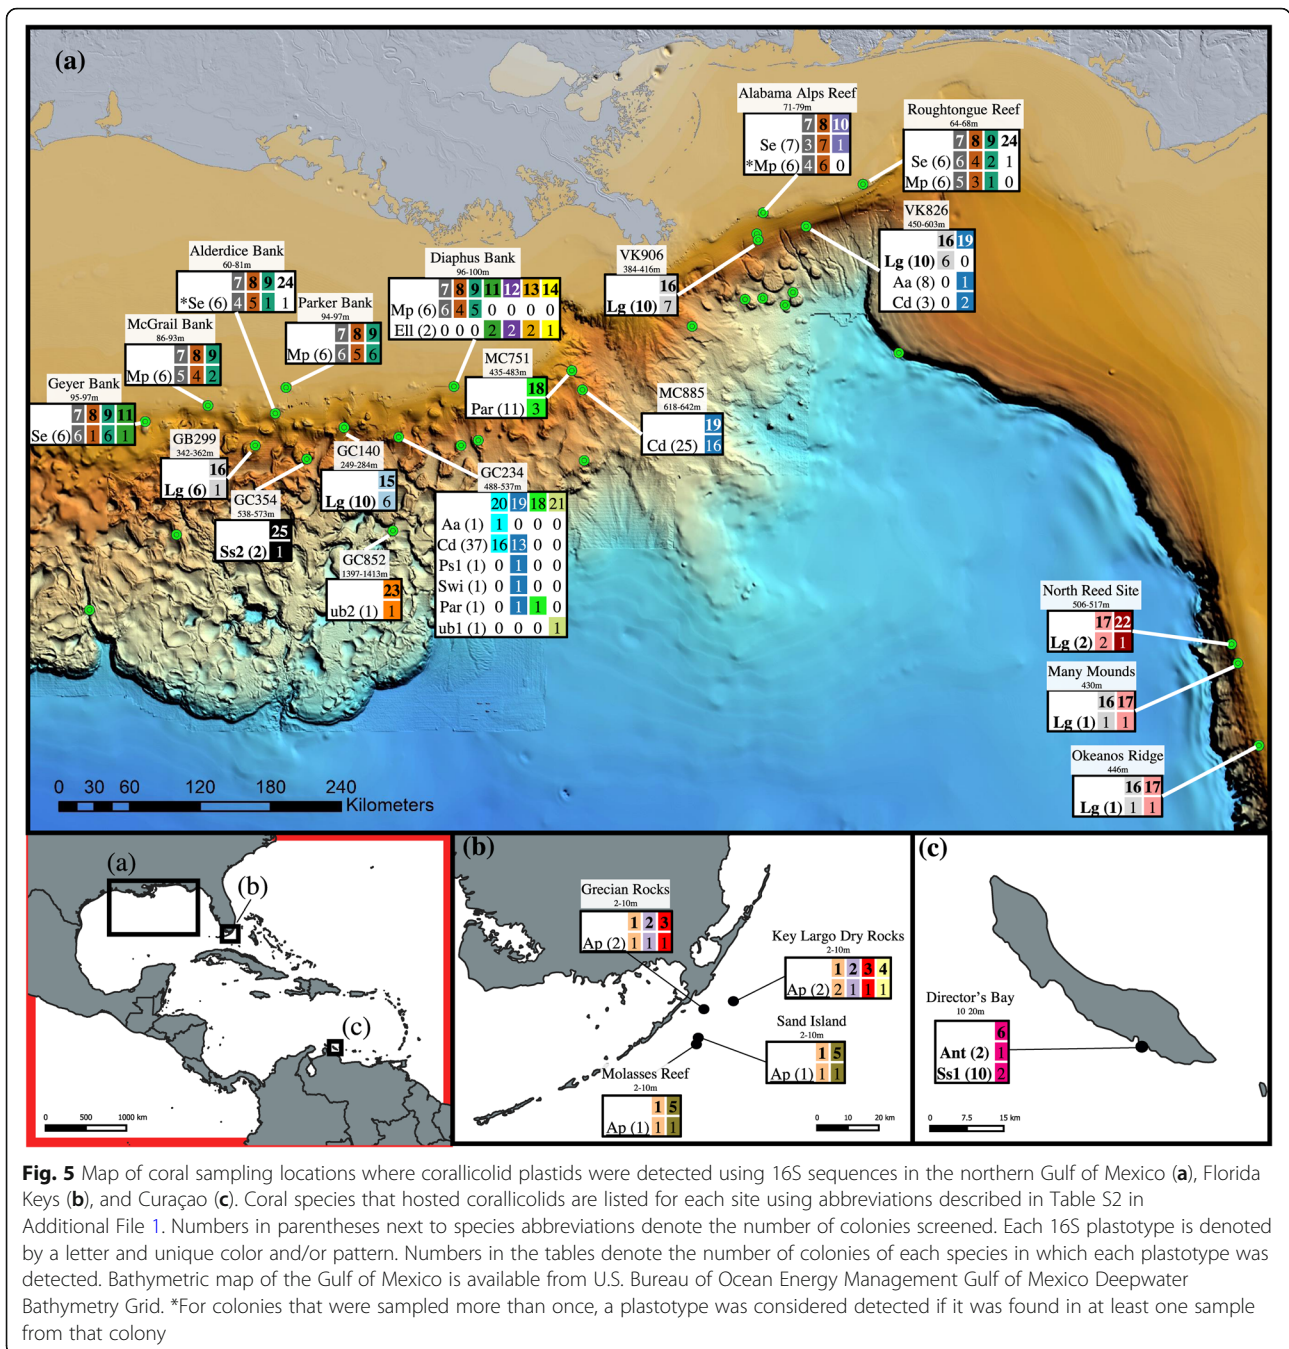 (a)
Alabama Alps Reef
71-79m
7 8 10
Se (7) 3 7 1
*Mp (6) 4 6 0
Roughtongue Reef
64-68m
7 8 9 24
Se (6) 6 4 2 1
Mp (6) 5 3 1 0
VK826
450-603m
16 19
Lg (10) 6 0
Aa (8) 0 1
Cd (3) 0 2
VK906
384-416m
16
Lg (10) 7
Alderdice Bank
60-81m
7 8 9 24
*Se (6) 4 5 1 1
Diaphus Bank
96-100m
7 8 9 11 12 13 14
Mp (6) 6 4 5 0 0 0 0
Ell (2) 0 0 0 2 2 2 1
Parker Bank
94-97m
7 8 9
Mp (6) 6 5 6
McGrail Bank
86-93m
7 8 9
Mp (6) 5 4 2
Geyer Bank
95-97m
7 8 9 11
Se (6) 6 1 6 1
MC751
435-483m
18
Par (11) 3
MC885
618-642m
19
Cd (25) 16
GB299
342-362m
16
Lg (6) 1
GC140
249-284m
15
Lg (10) 6
GC354
538-573m
25
Ss2 (2) 1
GC234
488-537m
20 19 18 21
Aa (1) 1 0 0 0
Cd (37) 16 13 0 0
Ps1 (1) 0 1 0 0
Swi (1) 0 1 0 0
Par (1) 0 1 1 0
ub1 (1) 0 0 0 1
GC852
1397-1413m
23
ub2 (1) 1
North Reed Site
506-517m
17 22
Lg (2) 2 1
Many Mounds
430m
16 17
Lg (1) 1 1
Okeanos Ridge
446m
16 17
Lg (1) 1 1
0 30 60 120 180 240
Kilometers
(a)
(b)
(c)
0 500 1000 km
(b)
Grecian Rocks
2-10m
1 2 3
Ap (2) 1 1 1
Key Largo Dry Rocks
2-10m
1 2 3 4
Ap (2) 2 1 1 1
Sand Island
2-10m
1 5
Ap (1) 1 1
Molasses Reef
2-10m
1 5
Ap (1) 1 1
0 10 20 km
(c)
Director's Bay
10 20m
6
Ant (2) 1
Ss1 (10) 2
0 7.5 15 km
Fig. 5 Map of coral sampling locations where corallicolid plastids were detected using 16S sequences in the northern Gulf of Mexico (a), Florida
Keys (b), and Curaçao (c). Coral species that hosted corallicolids are listed for each site using abbreviations described in Table S2 in
Additional File 1. Numbers in parentheses next to species abbreviations denote the number of colonies screened. Each 16S plastotype is denoted
by a letter and unique color and/or pattern. Numbers in the tables denote the number of colonies of each species in which each plastotype was
detected. Bathymetric map of the Gulf of Mexico is available from U.S. Bureau of Ocean Energy Management Gulf of Mexico Deepwater
Bathymetry Grid. *For colonies that were sampled more than once, a plastotype was considered detected if it was found in at least one sample
from that colony